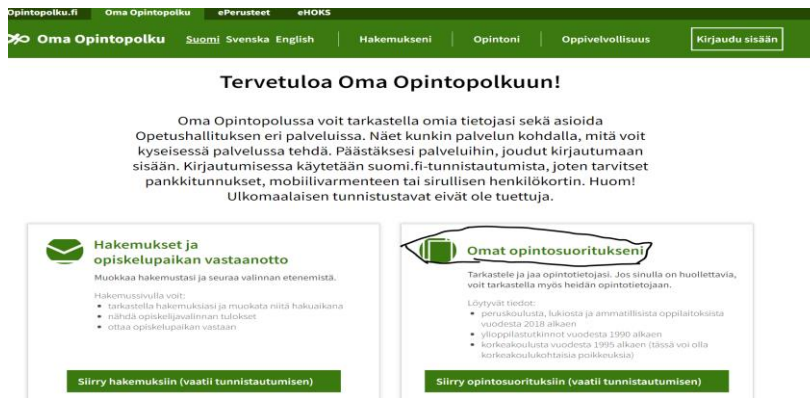 Opintopolku.fi Oma Opintopolku ePerusteet eHOKS
Oma Opintopolku Suomi Svenska English Hakemukseni Opintoni Oppivelvollisuus Kirjaudu sisään
Tervetuloa Oma Opintopolkuun!
Oma Opintopolussa voit tarkastella omia tietojasi sekä asioida
Opetushallituksen eri palveluissa. Näet kunkin palvelun kohdalla, mitä voit
kyseisessä palvelussa tehdä. Päästäksesi palveluihin, joudut kirjautumaan
sisään. Kirjautumisessa käytetään suomi.fi-tunnistautumista, joten tarvitset
pankkitunnukset, mobiilivarmenteen tai sirullisen henkilökortin. Huom!
Ulkomaalaisen tunnistustavat eivät ole tuettuja.
Hakemukset ja
opiskelupaikan vastaanotto
Muokkaa hakemustasi ja seuraa valinnan etenemistä.
Hakemussivulla voit:
tarkastella hakemuksiasi ja muokata niitä hakuaikana
nähdä opiskelijavalinnan tulokset
ottaa opiskelupaikan vastaan
Siirry hakemuksiin (vaatii tunnistautumisen)
Omat opintosuoritukseni
Tarkastele ja jaa opintotietojasi. Jos sinulla on huollettavia,
voit tarkastella myös heidän opintotietojaan.
Löytyvät tiedot:
peruskoulusta, lukiosta ja ammatillisista oppilaitoksista
vuodesta 2018 alkaen
ylioppilastutkinnot vuodesta 1990 alkaen
korkeakoulusta vuodesta 1995 alkaen (tässä voi olla
korkeakoulukohtaisia poikkeuksia)
Siirry opintosuorituksiin (vaatii tunnistautumisen)